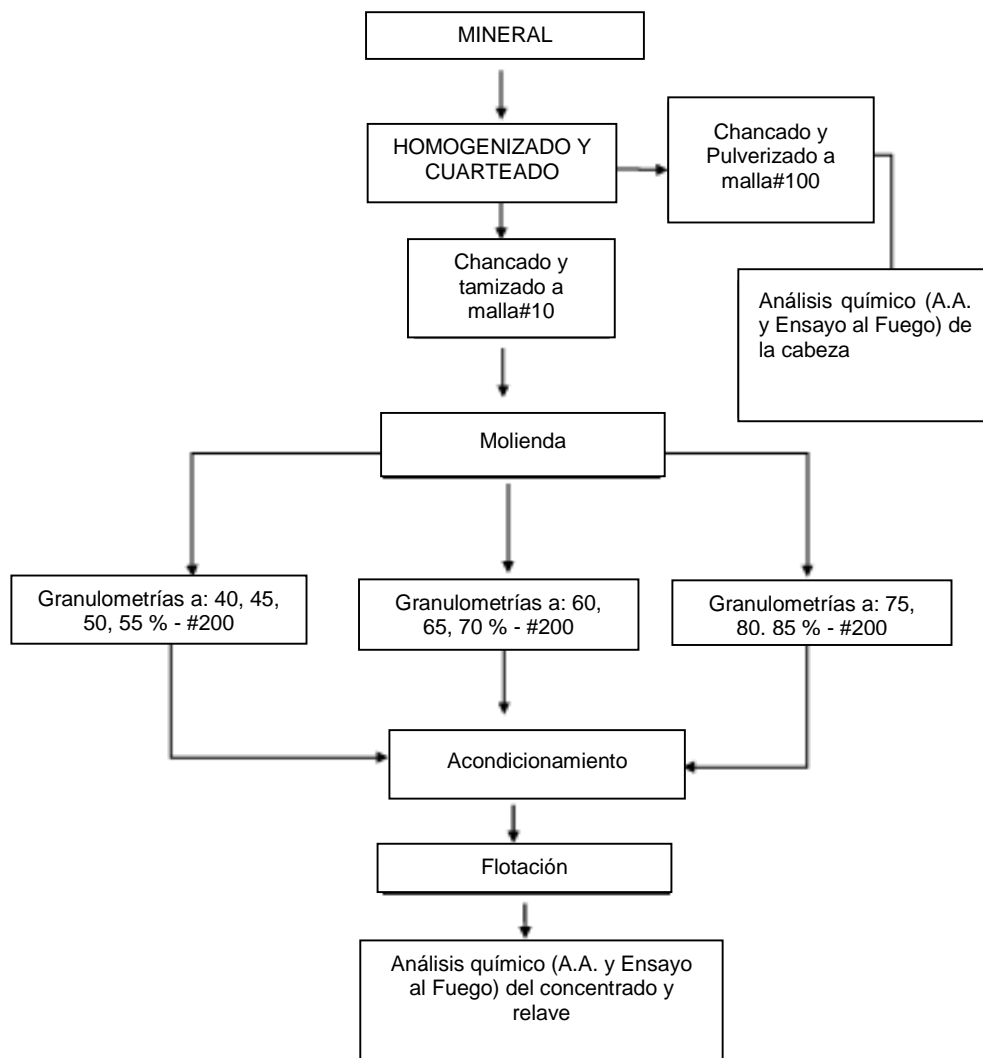 MINERAL
HOMOGENIZADO Y
CUARTEADO
Chancado y
Pulverizado a
malla#100
Chancado y
tamizado a
malla#10
Análisis químico (A.A.
y Ensayo al Fuego) de
la cabeza
Molienda
Granulometrías a: 40, 45,
50, 55 % - #200
Granulometrías a: 60,
65, 70 % - #200
Granulometrías a: 75,
80. 85 % - #200
Acondicionamiento
Flotación
Análisis químico (A.A. y Ensayo
al Fuego) del concentrado y
relave